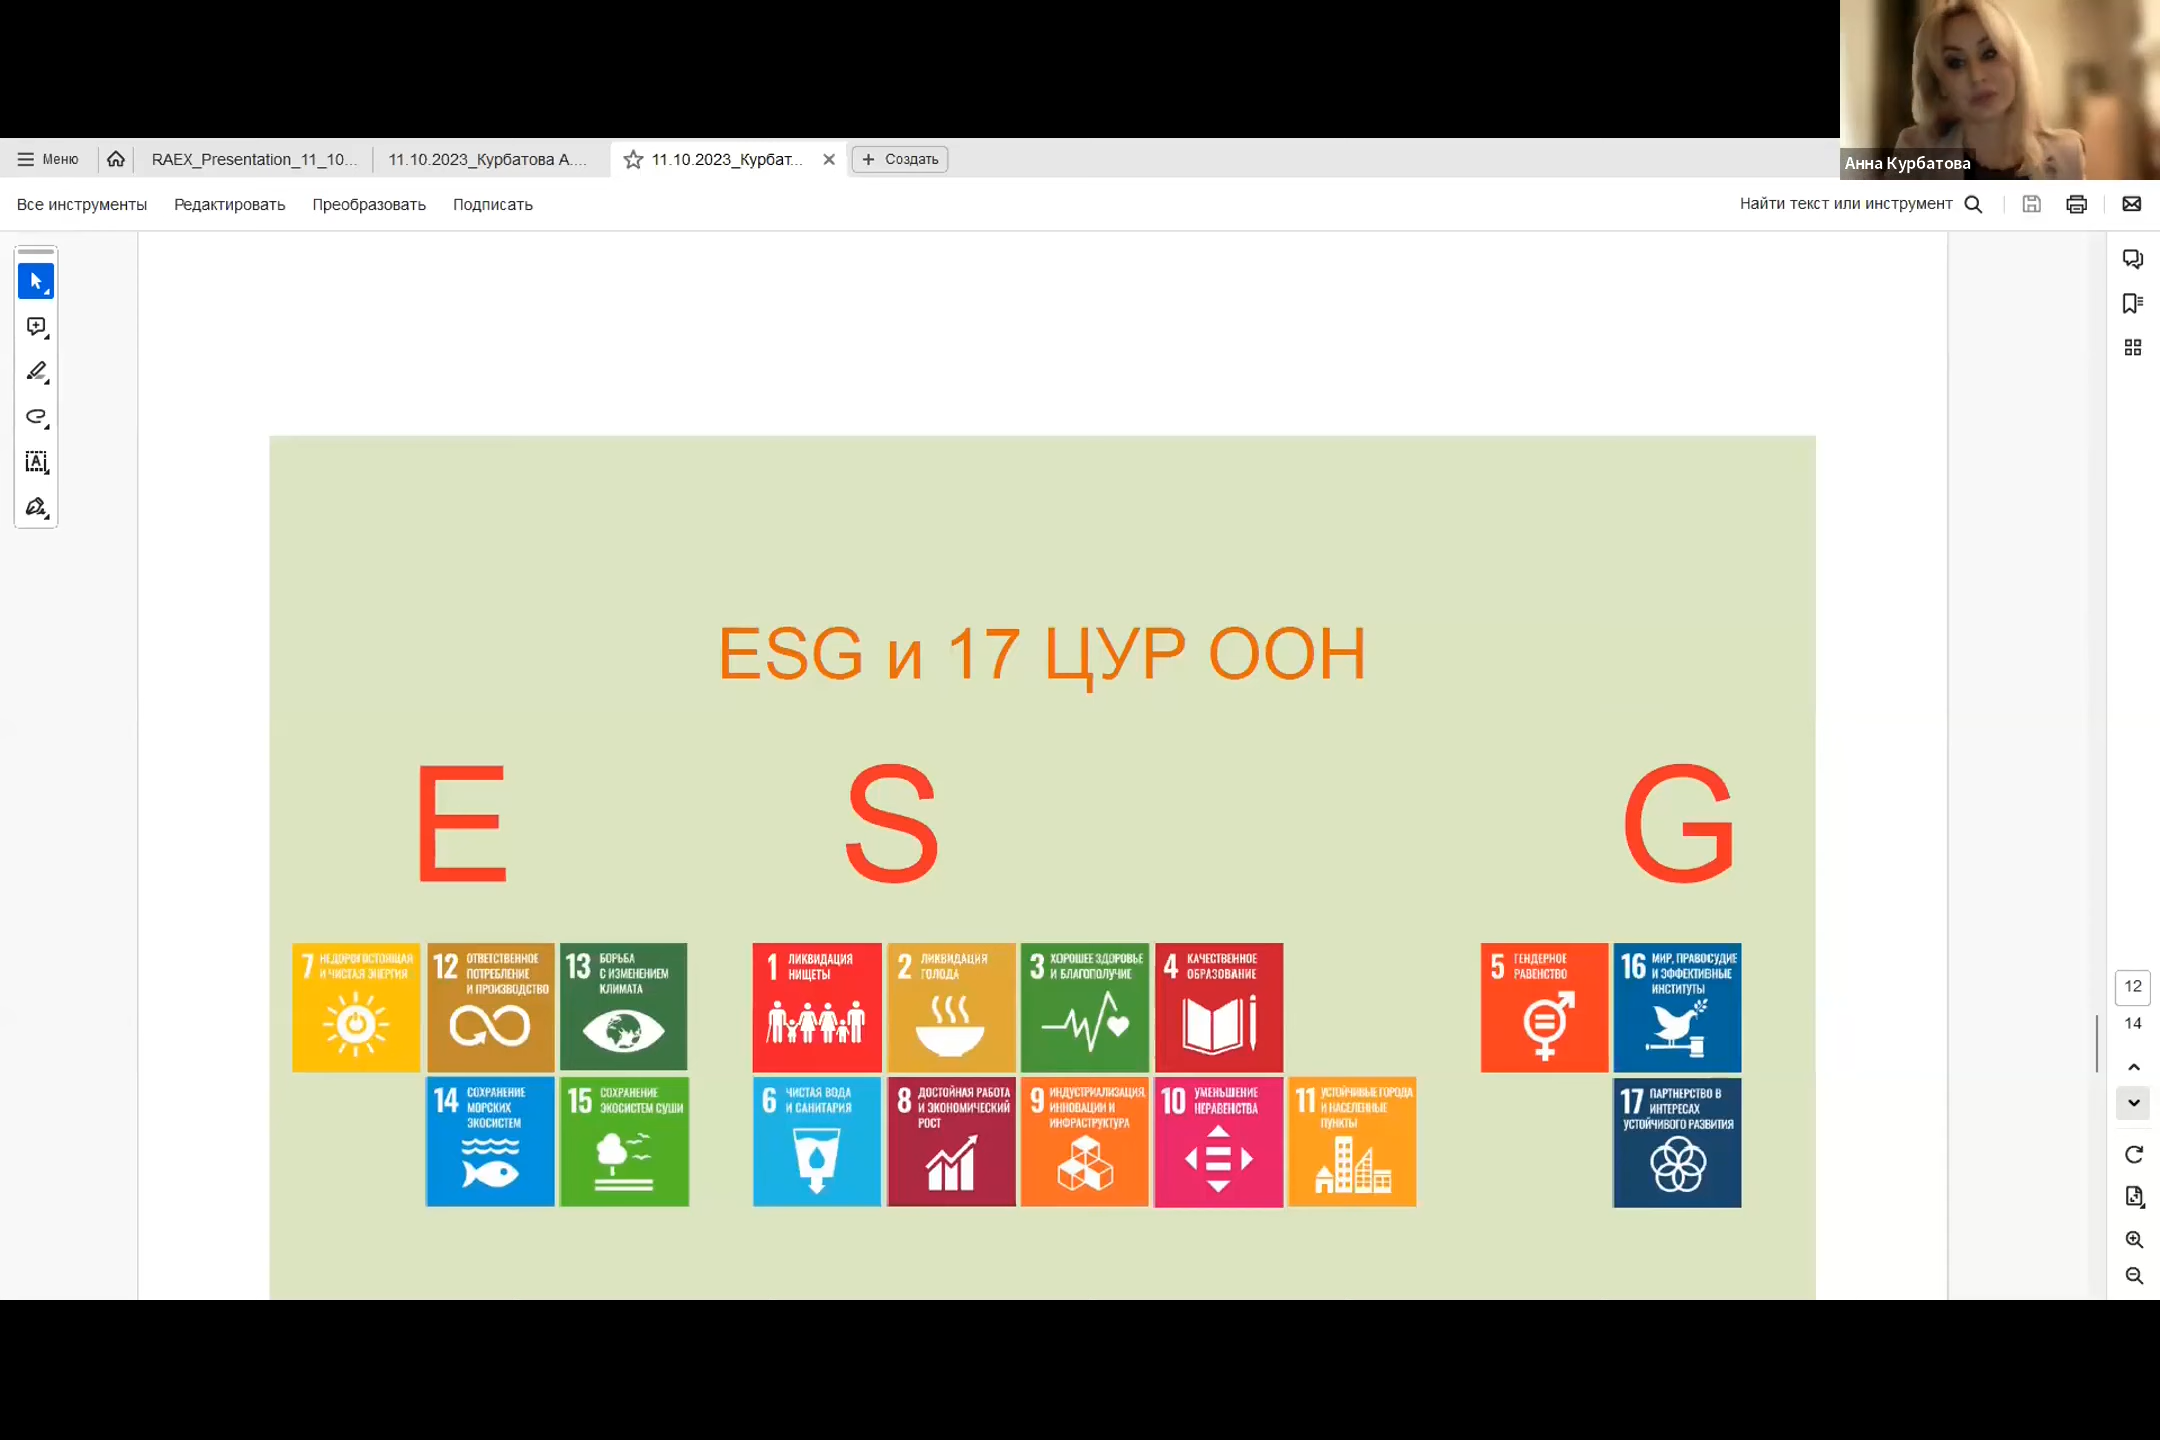 Анна Курбатова
Меню
RAEX_Presentation_11_10...
11.10.2023_Курбатова А....
11.10.2023_Курбат...
Создать
Все инструменты
Редактировать
Преобразовать
Подписать
Найти текст или инструмент
ESG и 17 ЦУР ООН
E
S
G
7 НЕДОРОГОСТОЯЩАЯ
И ЧИСТАЯ ЭНЕРГИЯ
12 ОТВЕТСТВЕННОЕ
ПОТРЕБЛЕНИЕ
И ПРОИЗВОДСТВО
13 БОРЬБА
С ИЗМЕНЕНИЕМ
КЛИМАТА
14 СОХРАНЕНИЕ
МОРСКИХ
ЭКОСИСТЕМ
15 СОХРАНЕНИЕ
ЭКОСИСТЕМ СУШИ
1 ЛИКВИДАЦИЯ
НИЩЕТЫ
2 ЛИКВИДАЦИЯ
ГОЛОДА
3 ХОРОШЕЕ ЗДОРОВЬЕ
И БЛАГОПОЛУЧИЕ
4 КАЧЕСТВЕННОЕ
ОБРАЗОВАНИЕ
6 ЧИСТАЯ ВОДА
И САНИТАРИЯ
8 ДОСТОЙНАЯ РАБОТА
И ЭКОНОМИЧЕСКИЙ
РОСТ
9 ИНДУСТРИАЛИЗАЦИЯ,
ИННОВАЦИИ И
ИНФРАСТРУКТУРА
10 УМЕНЬШЕНИЕ
НЕРАВЕНСТВА
11 УСТОЙЧИВЫЕ ГОРОДА
И НАСЕЛЕННЫЕ
ПУНКТЫ
5 ГЕНДЕРНОЕ
РАВЕНСТВО
16 МИР, ПРАВОСУДИЕ
И ЭФФЕКТИВНЫЕ
ИНСТИТУТЫ
17 ПАРТНЕРСТВО В
ИНТЕРЕСАХ
УСТОЙЧИВОГО РАЗВИТИЯ
12
14